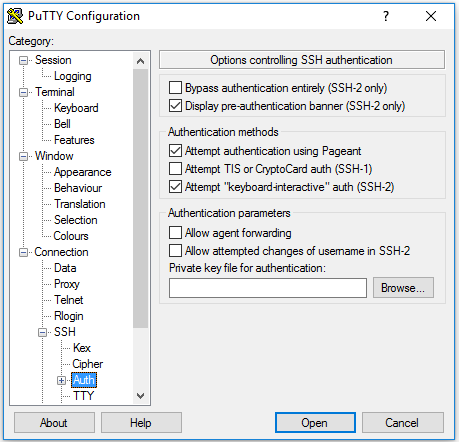 PuTTY Configuration
Category:
Session
Logging
Terminal
Keyboard
Bell
Features
Window
Appearance
Behaviour
Translation
Selection
Colours
Connection
Data
Proxy
Telnet
Rlogin
SSH
Kex
Cipher
Auth
TTY
Options controlling SSH authentication
Bypass authentication entirely (SSH-2 only)
Display pre-authentication banner (SSH-2 only)
Authentication methods
Attempt authentication using Pageant
Attempt TIS or CryptoCard auth (SSH-1)
Attempt "keyboard-interactive" auth (SSH-2)
Authentication parameters
Allow agent forwarding
Allow attempted changes of username in SSH-2
Private key file for authentication:
Browse...
About
Help
Open
Cancel